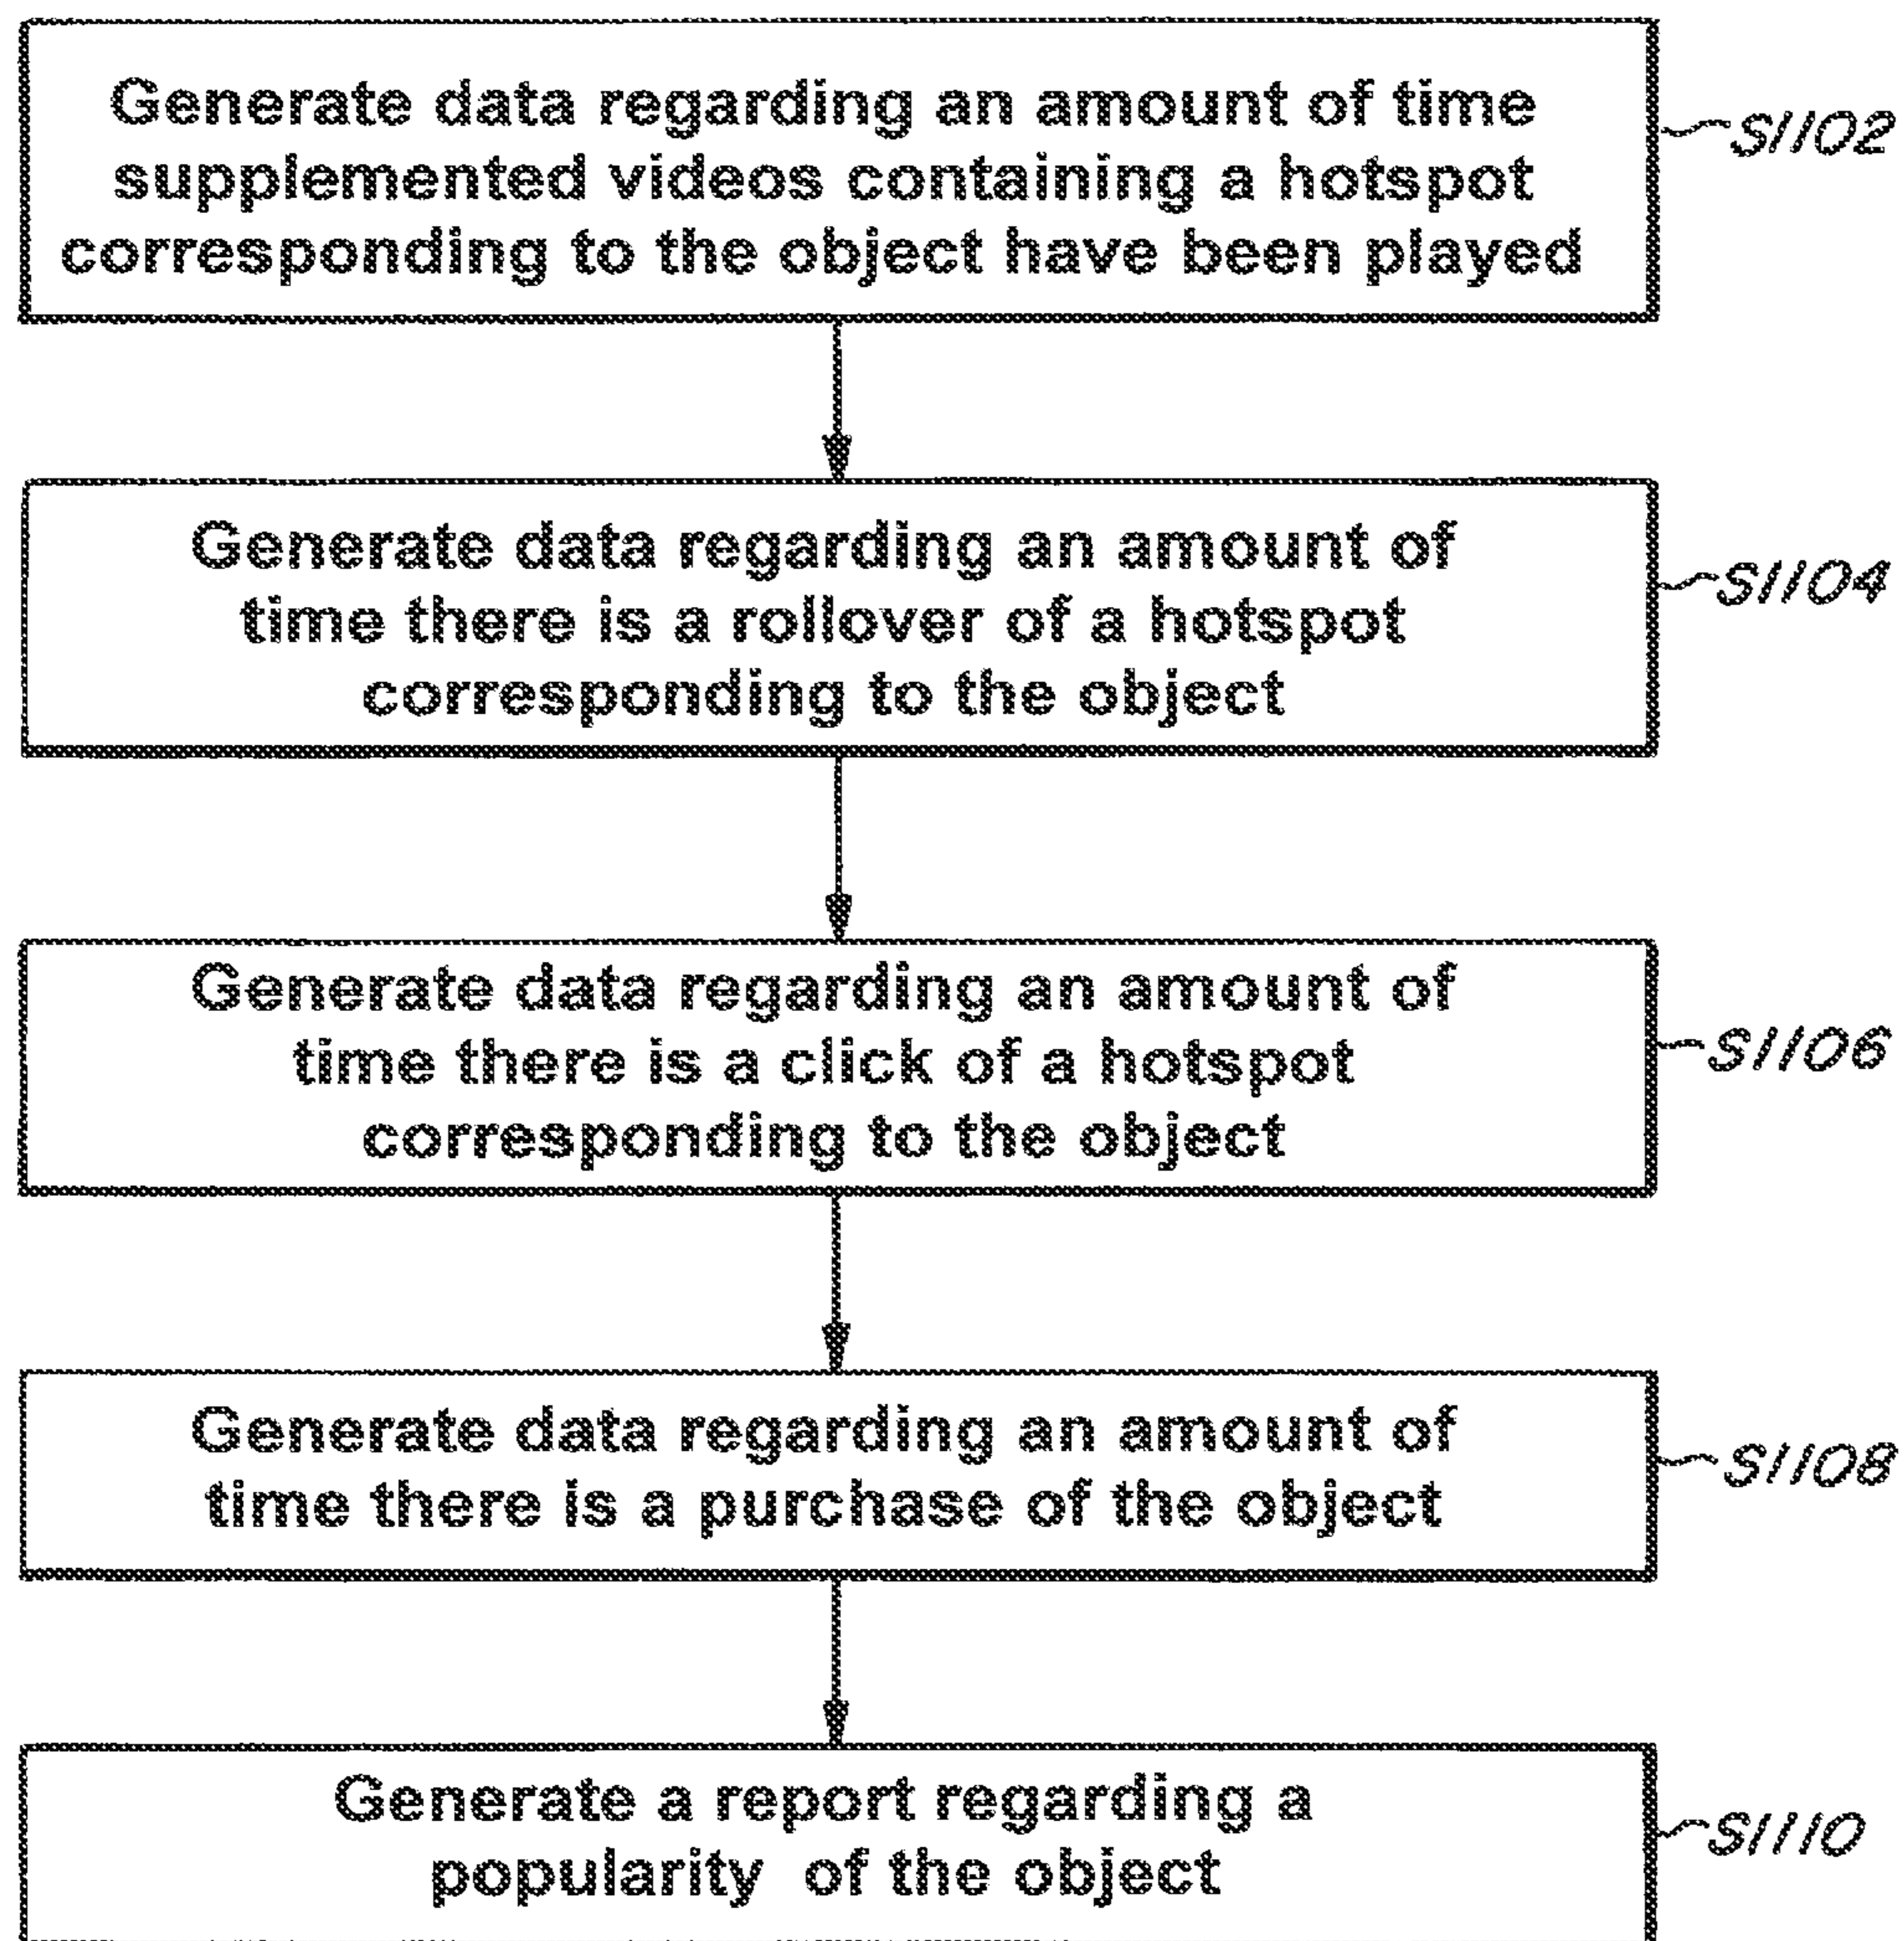 Generate data regarding an amount of time
supplemented videos containing a hotspot
corresponding to the object have been played
S1102
Generate data regarding an amount of
time there is a rollover of a hotspot
corresponding to the object
S1104
Generate data regarding an amount of
time there is a click of a hotspot
corresponding to the object
S1106
Generate data regarding an amount of
time there is a purchase of the object
S1108
Generate a report regarding a
popularity of the object
S1110